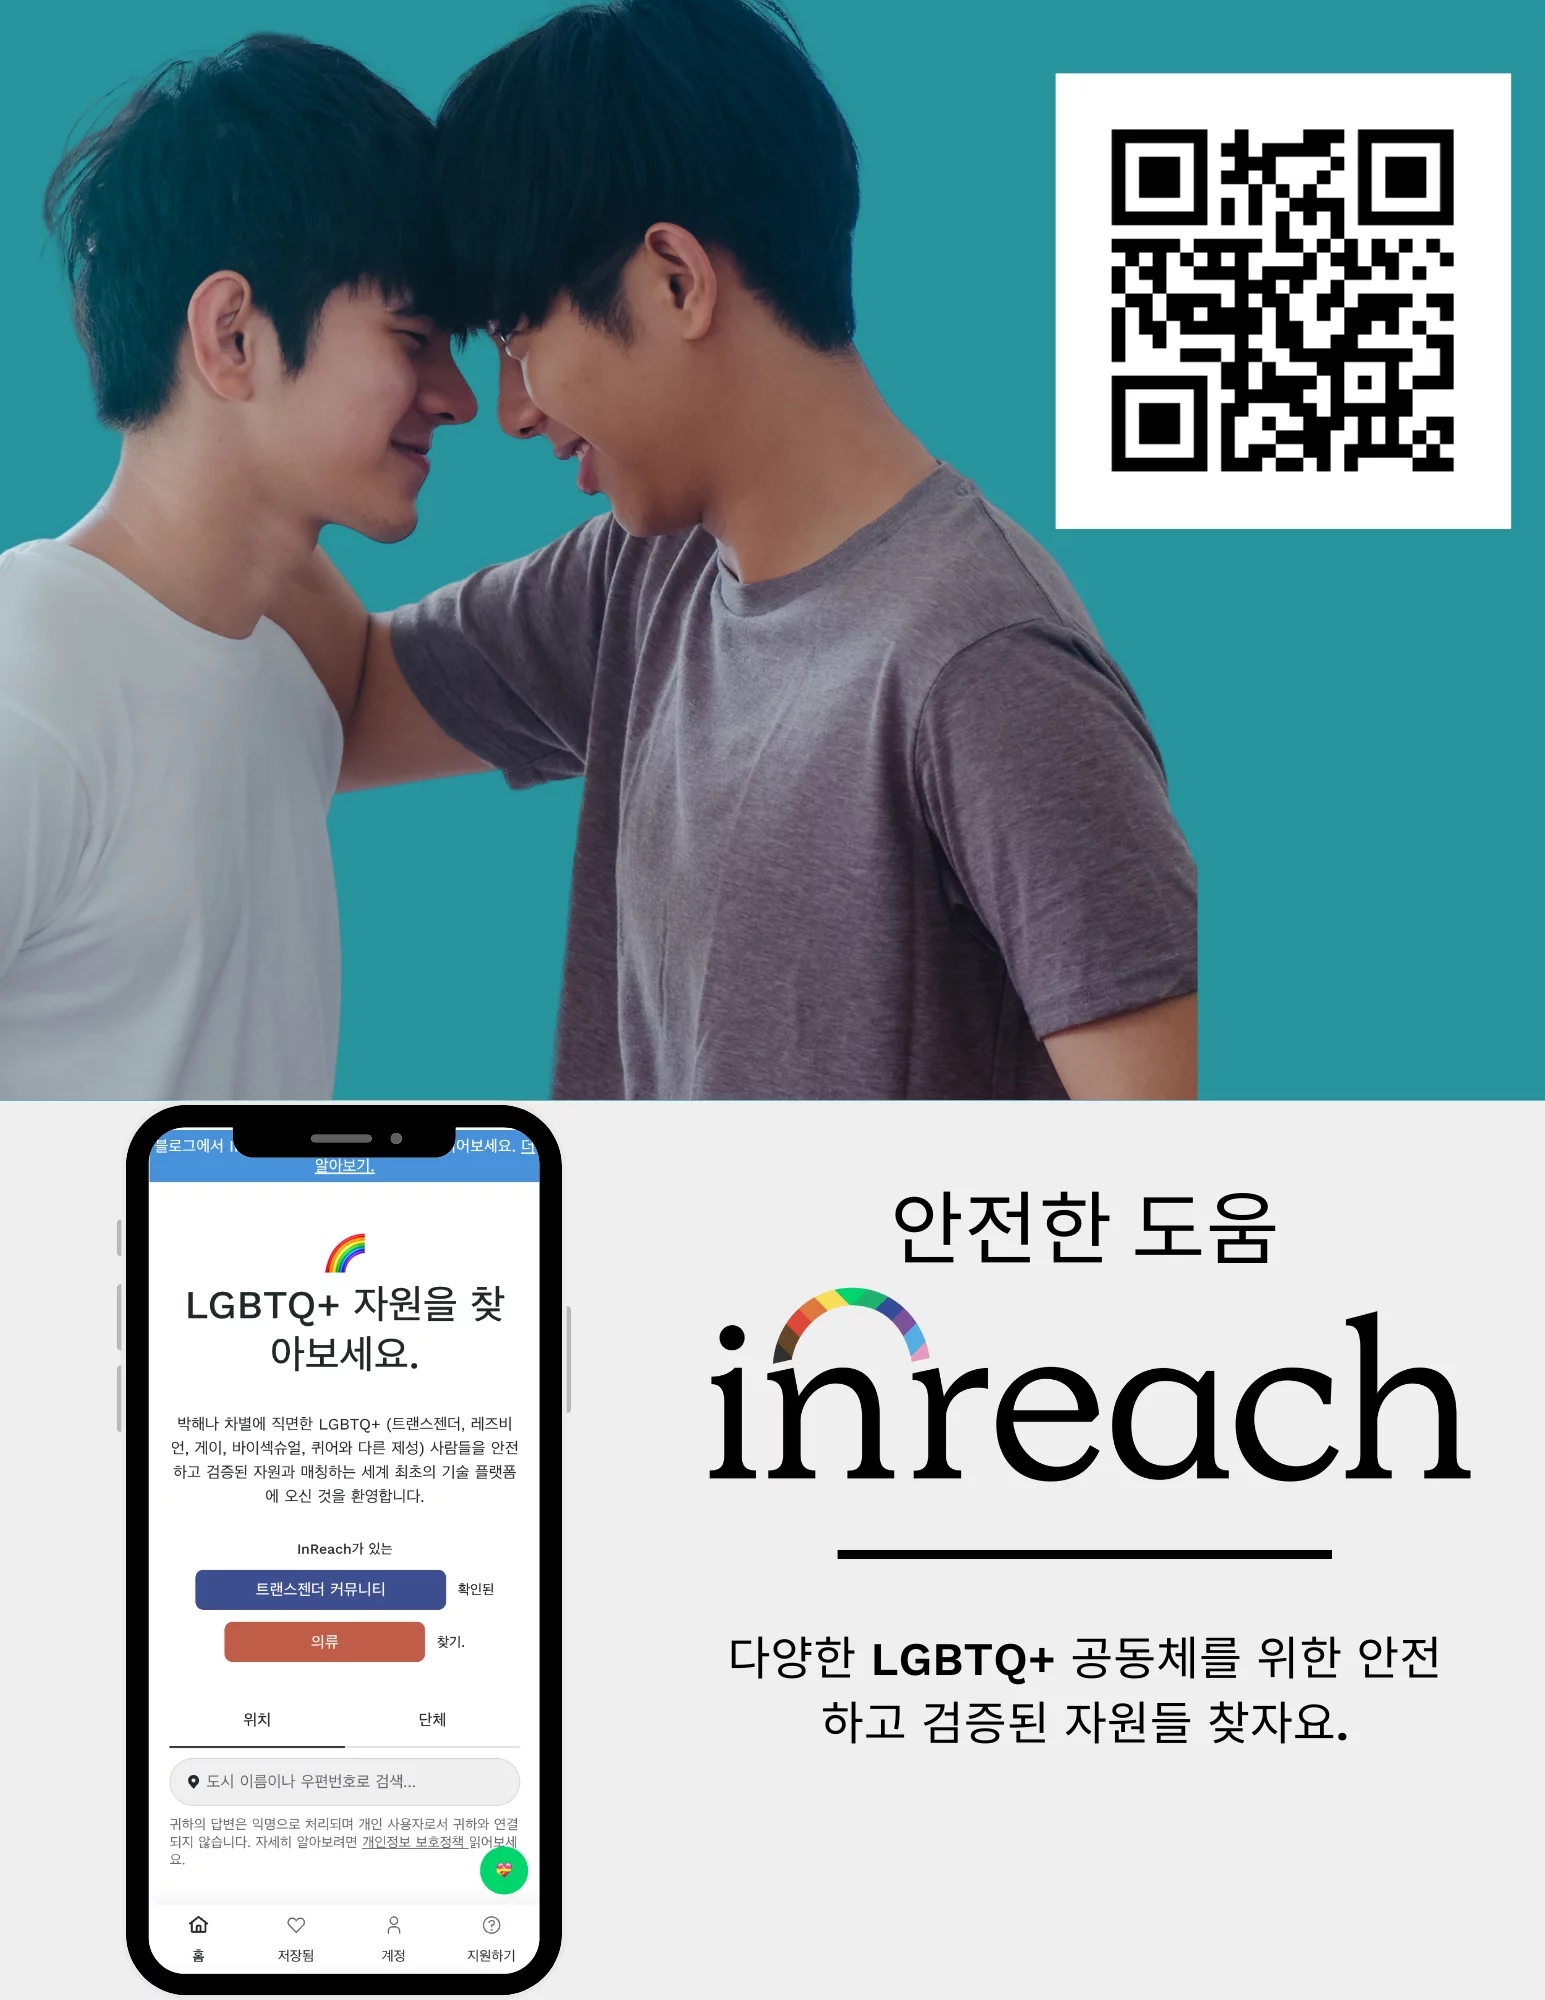 블로그에서 I
어보세요. 더
알아보기.
LGBTQ+ 자원을 찾
아보세요.
박해나 차별에 직면한 LGBTQ+ (트랜스젠더, 레즈비
언, 게이, 바이섹슈얼, 퀴어와 다른 제성) 사람들을 안전
하고 검증된 자원과 매칭하는 세계 최초의 기술 플랫폼
에 오신 것을 환영합니다.
InReach가 있는
트랜스젠더 커뮤니티 확인된
의류 찾기.
위치 단체
도시 이름이나 우편번호로 검색...
귀하의 답변은 익명으로 처리되며 개인 사용자로서 귀하와 연결
되지 않습니다. 자세히 알아보려면 개인정보 보호정책 읽어보세
요.
홈 저장됨 계정 지원하기
안전한 도움
inreach
다양한 LGBTQ+ 공동체를 위한 안전
하고 검증된 자원들 찾자요.